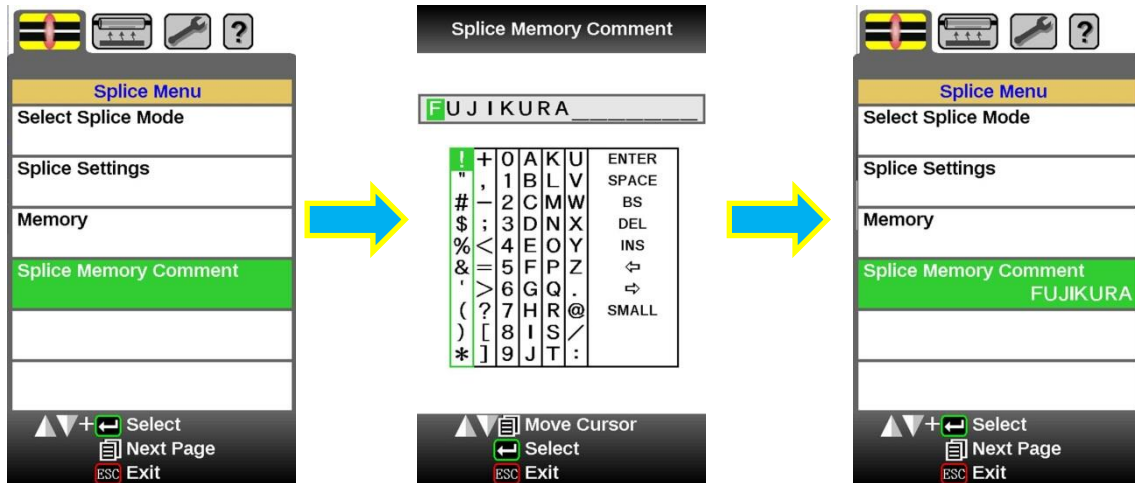 ?
Splice Menu
Select Splice Mode
Splice Settings
Memory
Splice Memory Comment
+ Select
Next Page
ESC Exit
Splice Memory Comment
FUJIKURA_______
! + 0 A K U ENTER
" , 1 B L V SPACE
# − 2 C M W BS
$ ; 3 D N X DEL
% < 4 E O Y INS
& = 5 F P Z ⇦
' > 6 G Q . ⇨
( ? 7 H R @ SMALL
) [ 8 I S /
* ] 9 J T :
Move Cursor
Select
ESC Exit
?
Splice Menu
Select Splice Mode
Splice Settings
Memory
Splice Memory Comment
FUJIKURA
+ Select
Next Page
ESC Exit